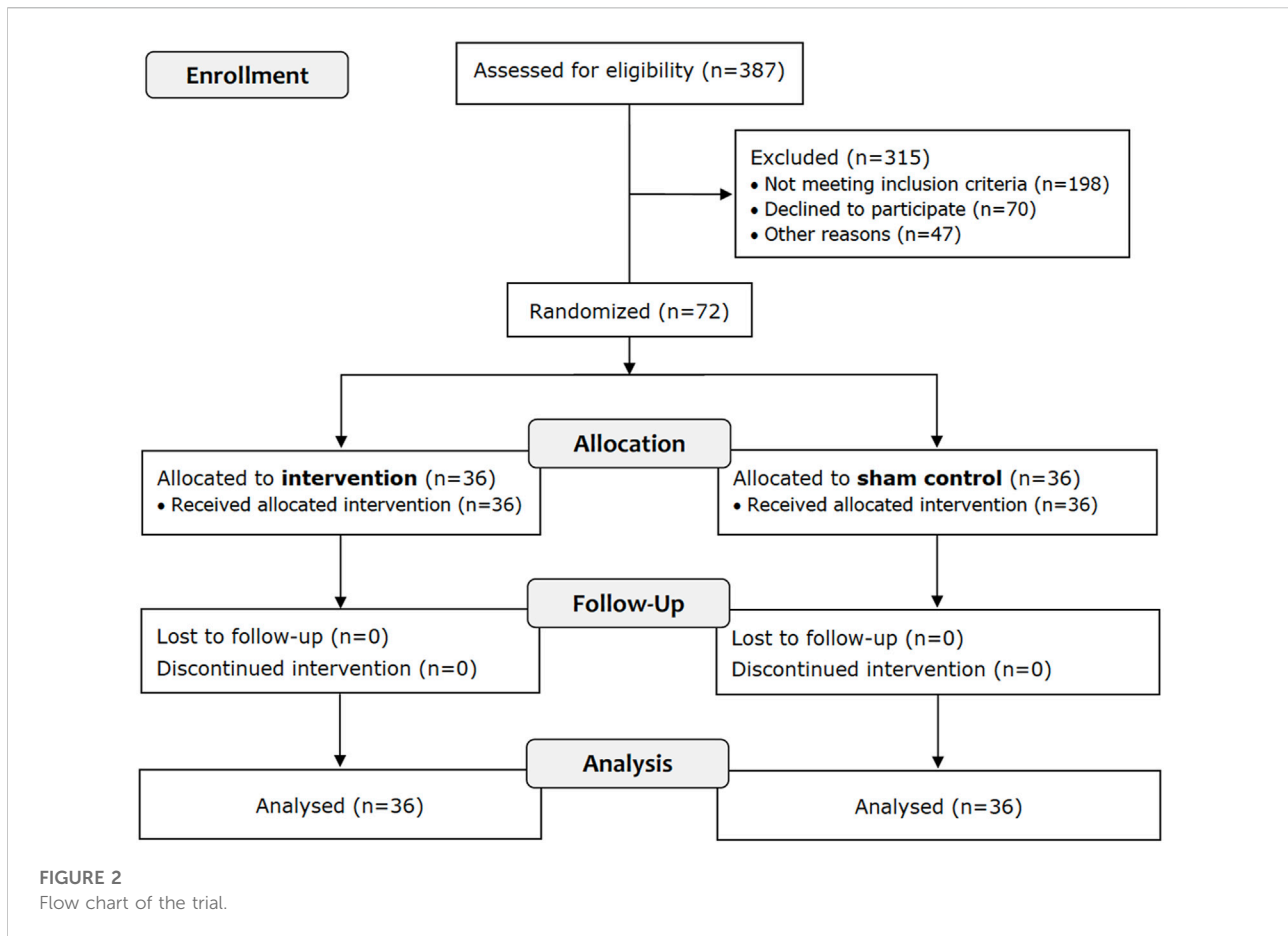 Enrollment
Assessed for eligibility (n=387)
Excluded (n=315)
• Not meeting inclusion criteria (n=198)
• Declined to participate (n=70)
• Other reasons (n=47)
Randomized (n=72)
Allocation
Allocated to intervention (n=36)
• Received allocated intervention (n=36)
Allocated to sham control (n=36)
• Received allocated intervention (n=36)
Follow-Up
Lost to follow-up (n=0)
Discontinued intervention (n=0)
Lost to follow-up (n=0)
Discontinued intervention (n=0)
Analysis
Analysed (n=36)
Analysed (n=36)
FIGURE 2
Flow chart of the trial.